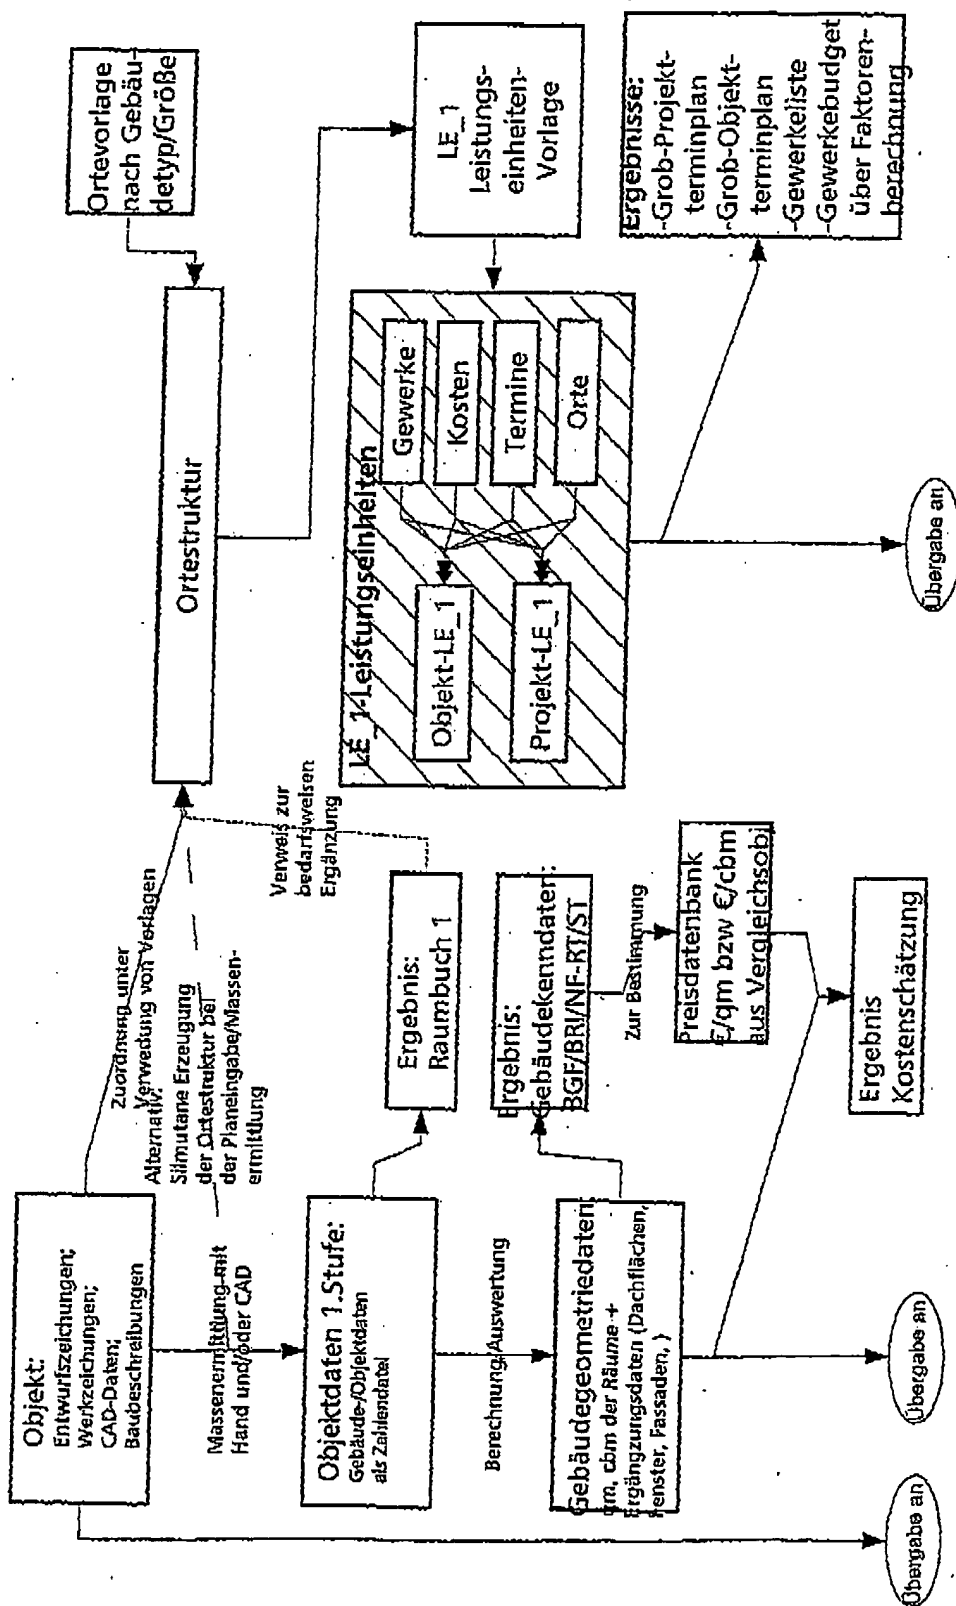 Objekt:
Entwurfszeichungen;
Werkzeichungen;
CAD-Daten;
Baubeschreibungen
Zuordnung unter
Verwedung von Vorlagen
Alternativ:
Silmutane Erzeugung
der Ortestruktur bei
der Planeingabe/Massen-
ermittlung
Ortestruktur
Ortevorlage
nach Gebäu-
detyp/Größe
Massenermittlung mit
Hand und/oder CAD
Verweis zur
bedarfsweisen
Ergänzung
Objektdaten 1.Stufe:
Gebäude-/Objektdaten
als Zahlendatei
Ergebnis:
Raumbuch 1
LE_1-Leistungseinheiten
Objekt-LE_1
Projekt-LE_1
Gewerke
Kosten
Termine
Orte
LE_1
Leistungs-
einheiten-
Vorlage
Berechnung/Auswertung
Ergebnis:
Gebäudekenndaten:
BGF/BRI/NF-RT/ST
Gebäudegeometriedaten:
qm, cbm der Räume +
Ergängzungsdaten (Dachflächen,
Fenster, Fassaden, )
Zur Bestimmung
Preisdatenbank
€/qm bzw €/cbm
aus Vergleichsobj
Ergebnisse:
-Grob-Projekt-
terminplan
-Grob-Objekt-
terminplan
-Gewerkeliste
-Gewerkebudget
über Faktoren-
berechnung
Ergebnis
Kostenschätzung
Übergabe an
Übergabe an
Übergabe an